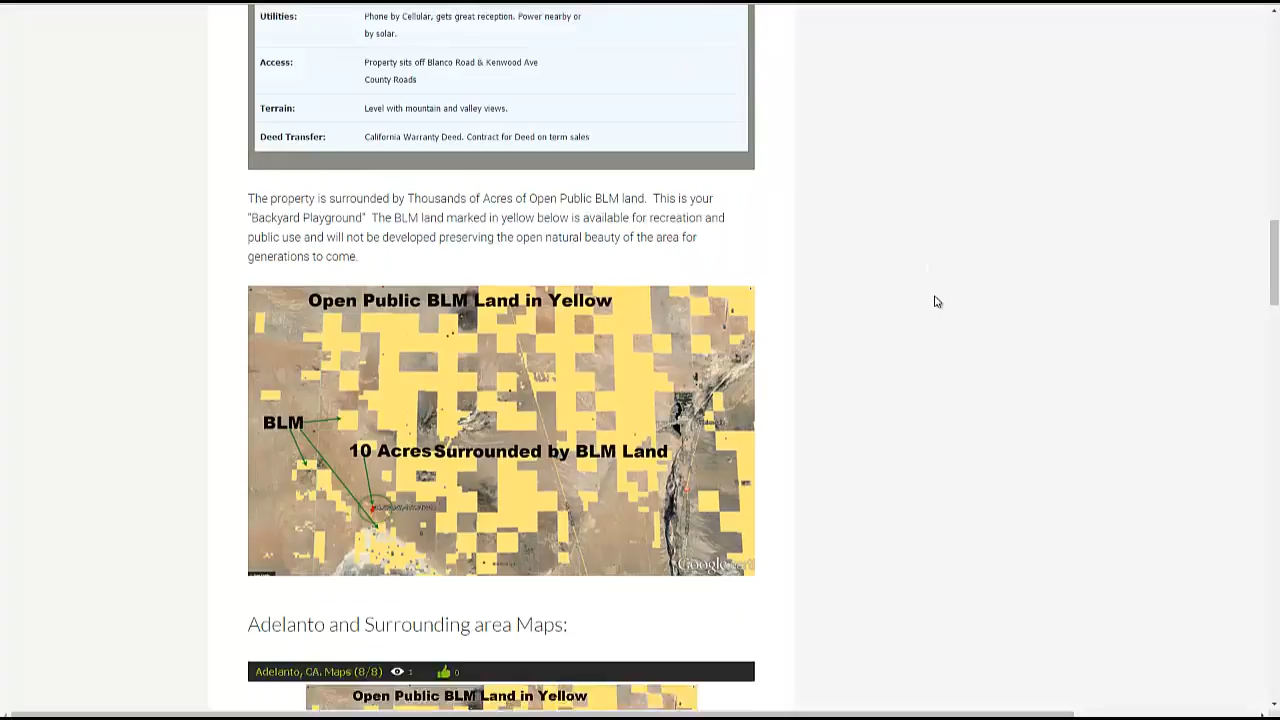 Utilities: Phone by Cellular, gets great reception. Power nearby or
by solar.
Access: Property sits off Blanco Road & Kenwood Ave
County Roads
Terrain: Level with mountain and valley views.
Deed Transfer: California Warranty Deed. Contract for Deed on term sales
The property is surrounded by Thousands of Acres of Open Public BLM land. This is your
"Backyard Playground" The BLM land marked in yellow below is available for recreation and
public use and will not be developed preserving the open natural beauty of the area for
generations to come.
Open Public BLM Land in Yellow
BLM
10 Acres Surrounded by BLM Land
Google
Adelanto and Surrounding area Maps:
Adelanto, CA. Maps (8/8) 1 0
Open Public BLM Land in Yellow